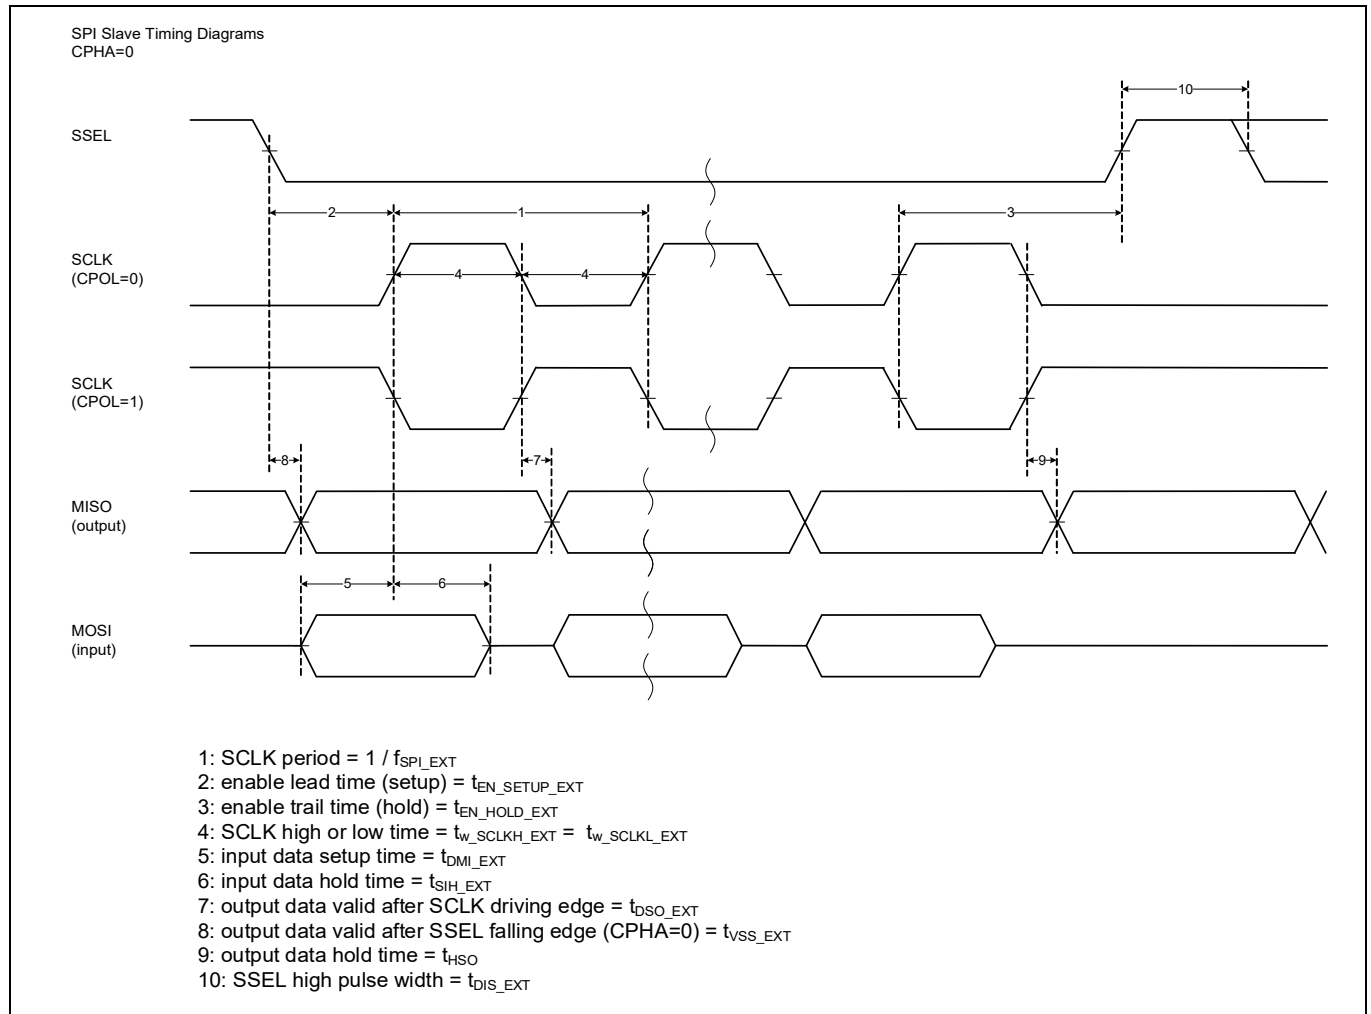 SPI Slave Timing Diagrams
CPHA=0
10
SSEL
2
1
3
SCLK
(CPOL=0)
4
4
SCLK
(CPOL=1)
8
7
9
MISO
(output)
5
6
MOSI
(input)
1: SCLK period = 1 / fSPI_EXT
2: enable lead time (setup) = tEN_SETUP_EXT
3: enable trail time (hold) = tEN_HOLD_EXT
4: SCLK high or low time = tw_SCLKH_EXT = tw_SCLKL_EXT
5: input data setup time = tDMI_EXT
6: input data hold time = tSIH_EXT
7: output data valid after SCLK driving edge = tDSO_EXT
8: output data valid after SSEL falling edge (CPHA=0) = tVSS_EXT
9: output data hold time = tHSO
10: SSEL high pulse width = tDIS_EXT